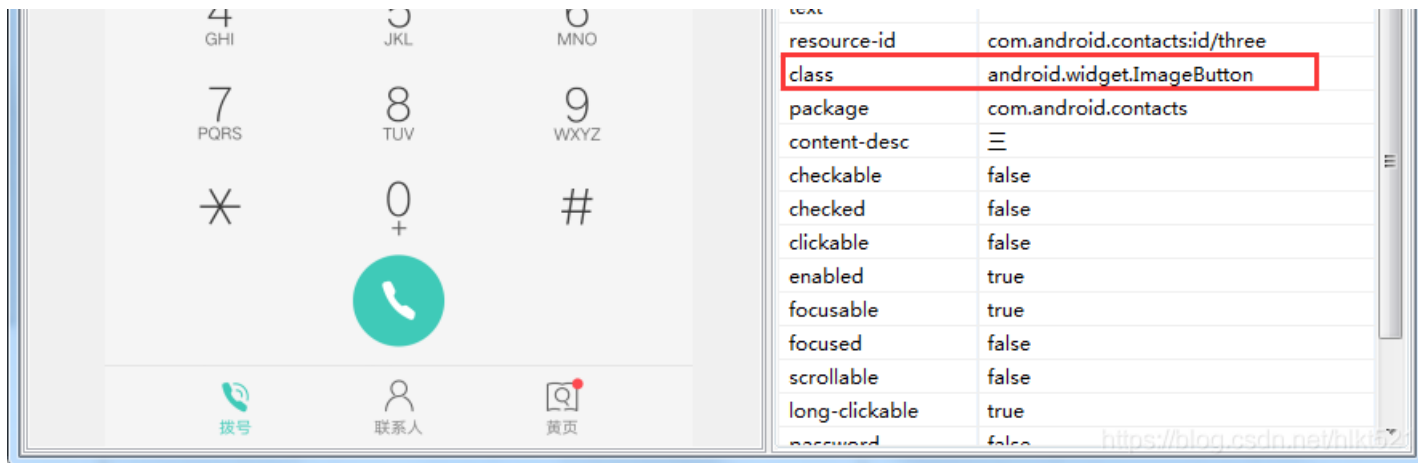 4 5 6
GHI JKL MNO
7 8 9
PQRS TUV WXYZ
* 0 #
+
拨号 联系人 黄页
text
resource-id com.android.contacts:id/three
class android.widget.ImageButton
package com.android.contacts
content-desc 三
checkable false
checked false
clickable false
enabled true
focusable true
focused false
scrollable false
long-clickable true
password false
https://blog.csdn.net/hlkt521